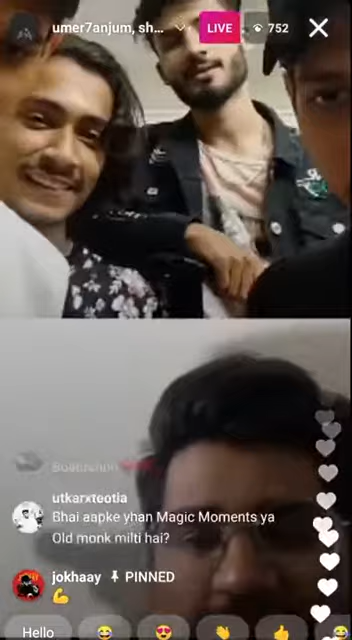 umer7anjum, sh...
LIVE
752
utkarxteotia
Bhai aapke yhan Magic Moments ya
Old monk milti hai?
jokhaay PINNED
💪
Hello